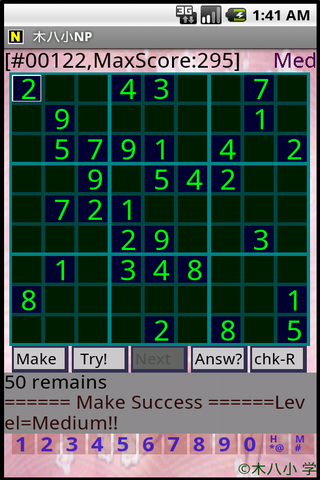 3G 1:41 AM
N 木八小NP
[#00122,MaxScore:295] Med
2 4 3 7
9 1
5 7 9 1 4 2
9 5 4 2
7 2 1
2 9 3
1 3 4 8
8 1
2 8 5
Make Try! Next Answ? chk-R
50 remains
====== Make Success ======Lev
el=Medium!!
1 2 3 4 5 6 7 8 9 0 H *@ M #
©木八小 学